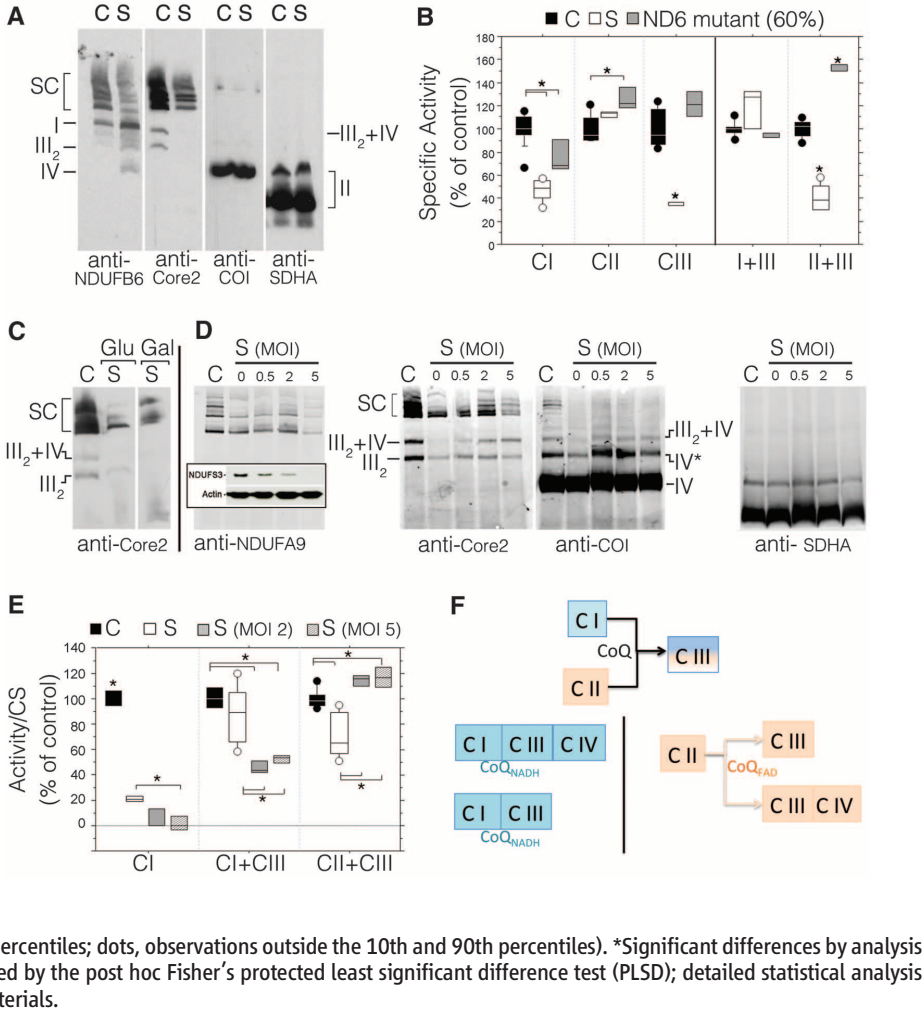 A
C S C S C S C S
SC
I
III2
IV
III2+IV
II
anti-NDUFB6
anti-Core2
anti-COI
anti-SDHA
B
C S ND6 mutant (60%)
Specific Activity
(% of control)
180
160
140
120
100
80
60
40
20
0
* * * * *
CI CII CIII I+III II+III
C
Glu Gal
C S S
SC
III2+IV
III2
anti-Core2
D
S (MOI)
C 0 0.5 2 5
NDUFS3-
Actin-
anti-NDUFA9
S (MOI)
C 0 0.5 2 5
SC
III2+IV
III2
anti-Core2
S (MOI)
C 0 0.5 2 5
III2+IV
IV*
IV
anti-COI
S (MOI)
C 0 0.5 2 5
anti- SDHA
E
C S S (MOI 2) S (MOI 5)
Activity/CS
(% of control)
140
120
100
80
60
40
20
0
* * * * * *
CI CI+CIII CII+CIII
F
C I
CoQ
C III
C II
C I C III C IV
CoQNADH
C I C III
CoQNADH
C II
CoQFAD
C III
C III C IV
ercentiles; dots, observations outside the 10th and 90th percentiles). *Significant differences by analysis
ed by the post hoc Fisher's protected least significant difference test (PLSD); detailed statistical analysis
terials.